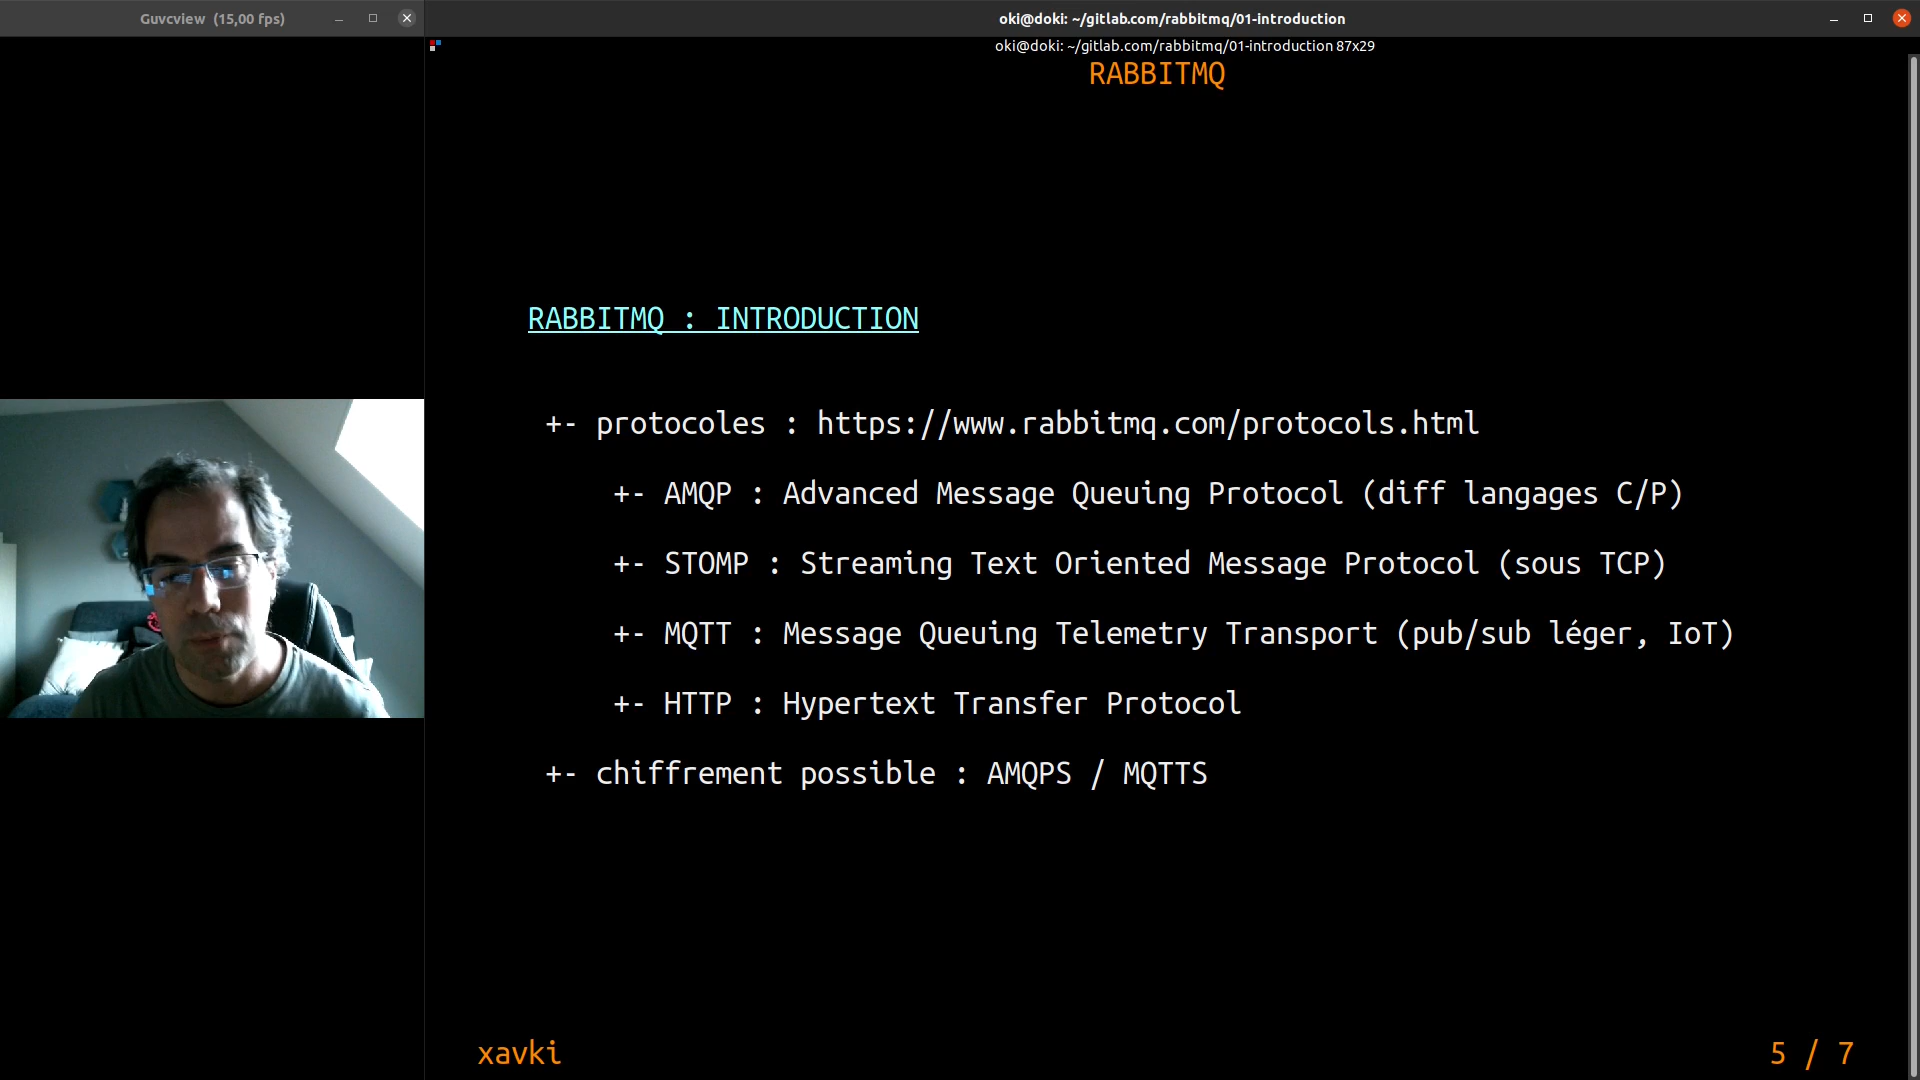 Guvcview (15,00 fps)
oki@doki: ~/gitlab.com/rabbitmq/01-introduction
oki@doki: ~/gitlab.com/rabbitmq/01-introduction 87x29
RABBITMQ
RABBITMQ : INTRODUCTION
+- protocoles : https://www.rabbitmq.com/protocols.html
+- AMQP : Advanced Message Queuing Protocol (diff langages C/P)
+- STOMP : Streaming Text Oriented Message Protocol (sous TCP)
+- MQTT : Message Queuing Telemetry Transport (pub/sub léger, IoT)
+- HTTP : Hypertext Transfer Protocol
+- chiffrement possible : AMQPS / MQTTS
xavki
5 / 7